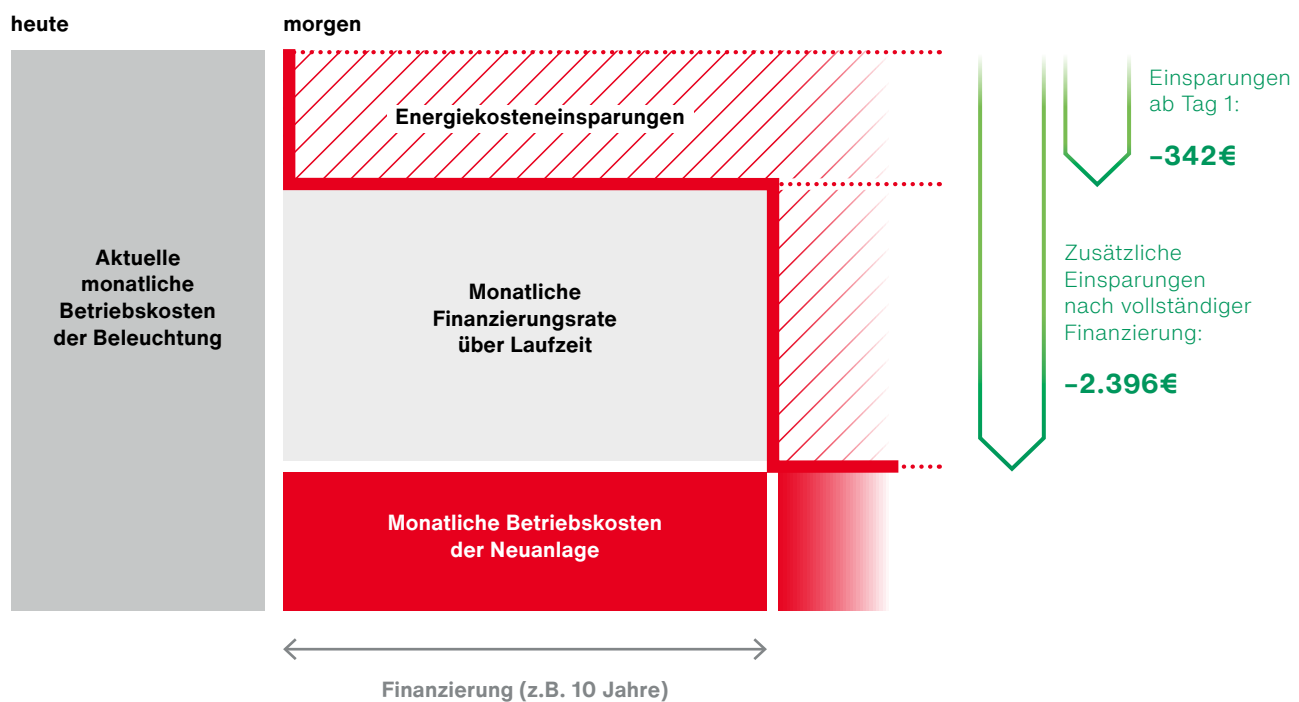 heute
morgen
Energiekosteneinsparungen
Aktuelle
monatliche
Betriebskosten
der Beleuchtung
Monatliche
Finanzierungsrate
über Laufzeit
Monatliche Betriebskosten
der Neuanlage
Finanzierung (z.B. 10 Jahre)
Einsparungen
ab Tag 1:
–342€
Zusätzliche
Einsparungen
nach vollständiger
Finanzierung:
–2.396€